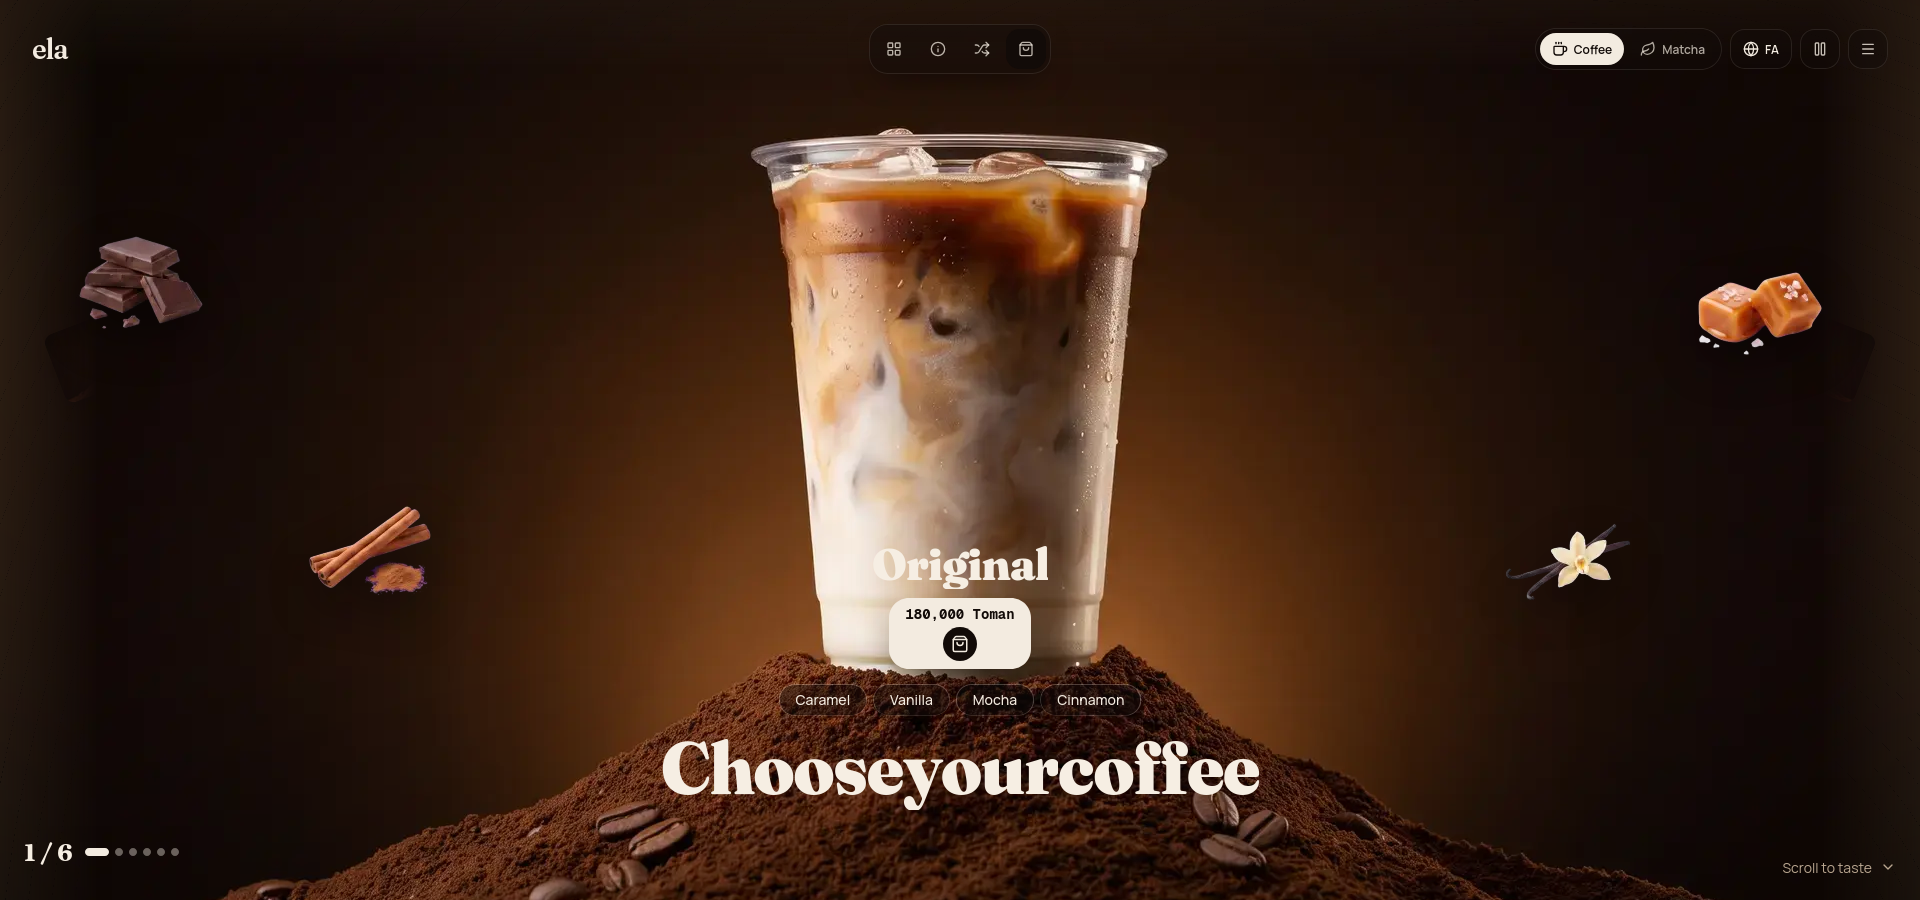 ela
Coffee
Matcha
FA
Original
180,000 Toman
Caramel
Vanilla
Mocha
Cinnamon
Chooseyourcoffee
1 / 6
Scroll to taste